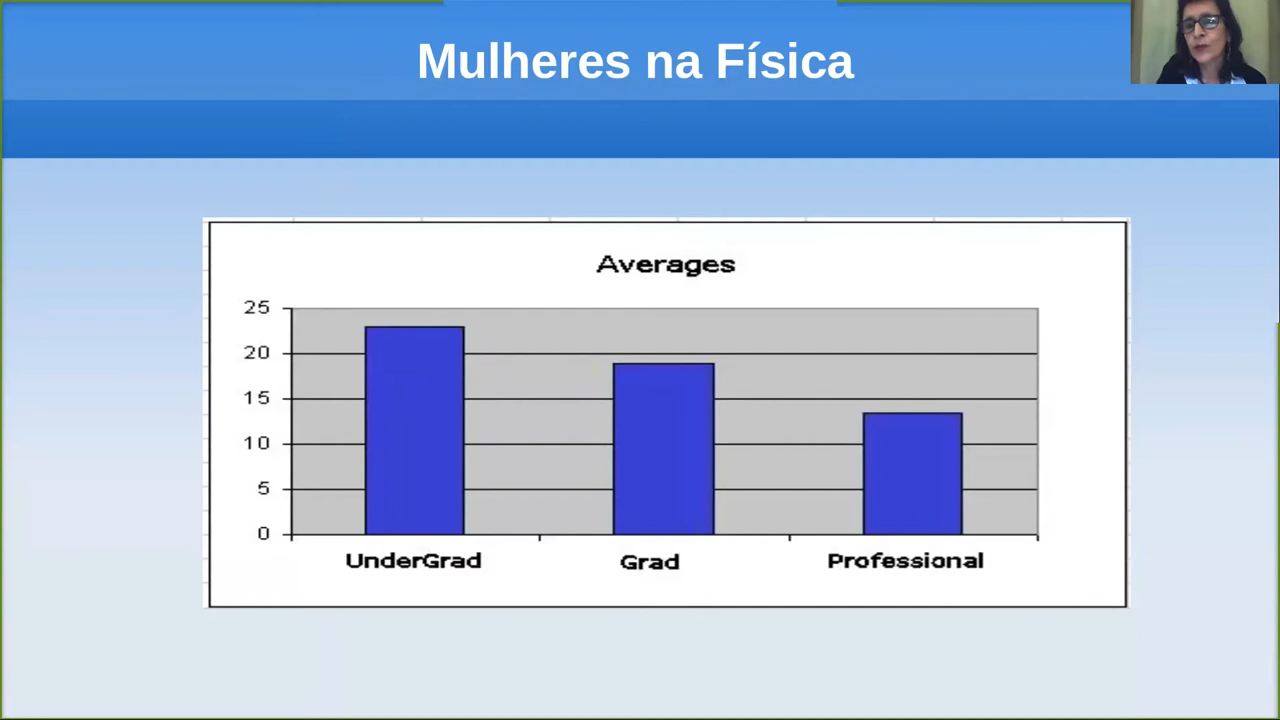 Mulheres na Física
Averages
25
20
15
10
5
0
UnderGrad
Grad
Professional